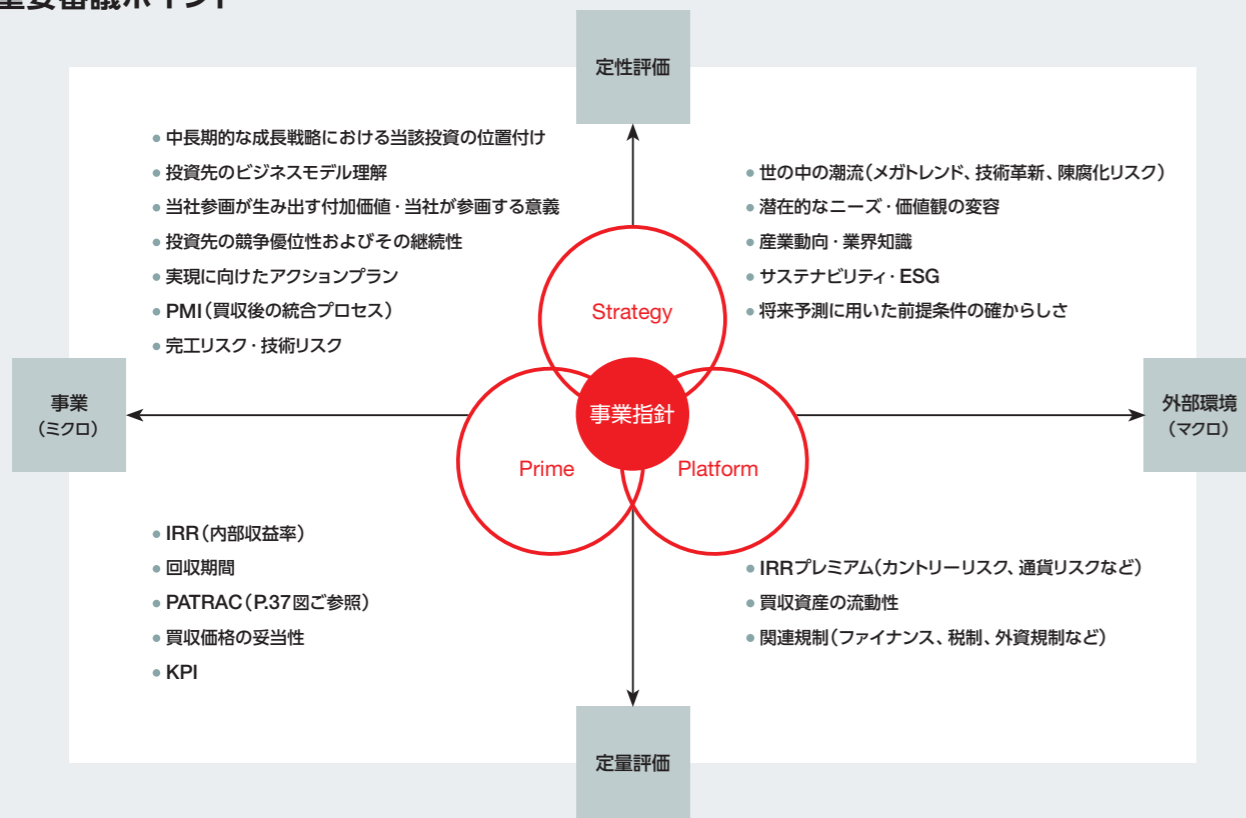 重要審議ポイント
定性評価
• 中長期的な成長戦略における当該投資の位置付け
• 投資先のビジネスモデル理解
• 当社参画が生み出す付加価値・当社が参画する意義
• 投資先の競争優位性およびその継続性
• 実現に向けたアクションプラン
• PMI（買収後の統合プロセス）
• 完工リスク・技術リスク
• 世の中の潮流（メガトレンド、技術革新、陳腐化リスク）
• 潜在的なニーズ・価値観の変容
• 産業動向・業界知識
• サステナビリティ・ESG
• 将来予測に用いた前提条件の確からしさ
Strategy
事業
（ミクロ）
事業指針
外部環境
（マクロ）
Prime
Platform
• IRR（内部収益率）
• 回収期間
• PATRAC（P.37図ご参照）
• 買収価格の妥当性
• KPI
• IRRプレミアム（カントリーリスク、通貨リスクなど）
• 買収資産の流動性
• 関連規制（ファイナンス、税制、外資規制など）
定量評価